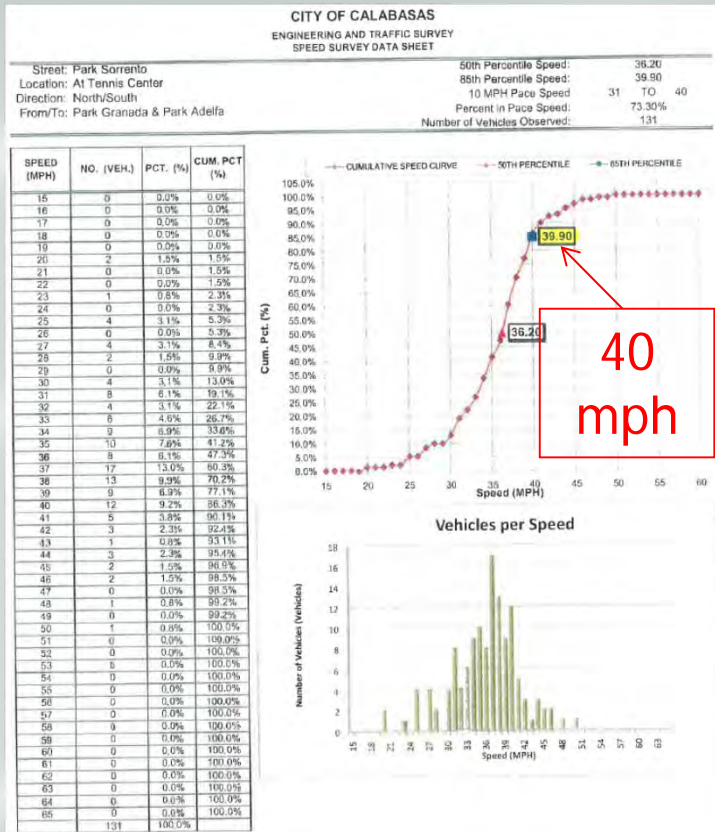 CITY OF CALABASAS
ENGINEERING AND TRAFFIC SURVEY
SPEED SURVEY DATA SHEET
Street: Park Sorrento
Location: At Tennis Center
Direction: North/South
From/To: Park Granada & Park Adelfa
50th Percentile Speed: 36.20
85th Percentile Speed: 39.90
10 MPH Pace Speed 31 TO 40
Percent in Pace Speed: 73.30%
Number of Vehicles Observed: 131
SPEED (MPH) NO. (VEH.) PCT. (%) CUM. PCT (%)
15 0 0.0% 0.0%
16 0 0.0% 0.0%
17 0 0.0% 0.0%
18 0 0.0% 0.0%
19 0 0.0% 0.0%
20 2 1.5% 1.5%
21 0 0.0% 1.5%
22 0 0.0% 1.5%
23 1 0.8% 2.3%
24 0 0.0% 2.3%
25 4 3.1% 5.3%
26 0 0.0% 5.3%
27 4 3.1% 8.4%
28 2 1.5% 9.9%
29 0 0.0% 9.9%
30 4 3.1% 13.0%
31 8 6.1% 19.1%
32 4 3.1% 22.1%
33 6 4.6% 26.7%
34 9 6.9% 33.6%
35 10 7.6% 41.2%
36 8 6.1% 47.3%
37 17 13.0% 60.3%
38 13 9.9% 70.2%
39 9 6.9% 77.1%
40 12 9.2% 86.3%
41 5 3.8% 90.1%
42 3 2.3% 92.4%
43 1 0.8% 93.1%
44 3 2.3% 95.4%
45 2 1.5% 96.9%
46 2 1.5% 98.5%
47 0 0.0% 98.5%
48 1 0.8% 99.2%
49 0 0.0% 99.2%
50 1 0.8% 100.0%
51 0 0.0% 100.0%
52 0 0.0% 100.0%
53 0.0% 100.0%
54 0 0.0% 100.0%
55 0 0.0% 100.0%
56 0 0.0% 100.0%
57 0 0.0% 100.0%
58 0 0.0% 100.0%
59 0 0.0% 100.0%
60 0 0.0% 100.0%
61 0 0.0% 100.0%
62 0 0.0% 100.0%
63 0 0.0% 100.0%
64 0 0.0% 100.0%
65 0 0.0% 100.0%
131 100.0%
CUMULATIVE SPEED CURVE 50TH PERCENTILE 85TH PERCENTILE
105.0%
100.0%
95.0%
90.0%
85.0%
80.0%
75.0%
70.0%
65.0%
60.0%
55.0%
50.0%
45.0%
40.0%
35.0%
30.0%
25.0%
20.0%
15.0%
10.0%
5.0%
0.0%
Cum. Pct. (%)
39.90
36.20
40
mph
15 20 25 30 35 40 45 50 55 60
Speed (MPH)
Vehicles per Speed
18
16
14
12
10
8
6
4
2
0
Number of Vehicles (Vehicles)
15 18 21 24 27 30 33 36 39 42 45 48 51 54 57 60 63
Speed (MPH)